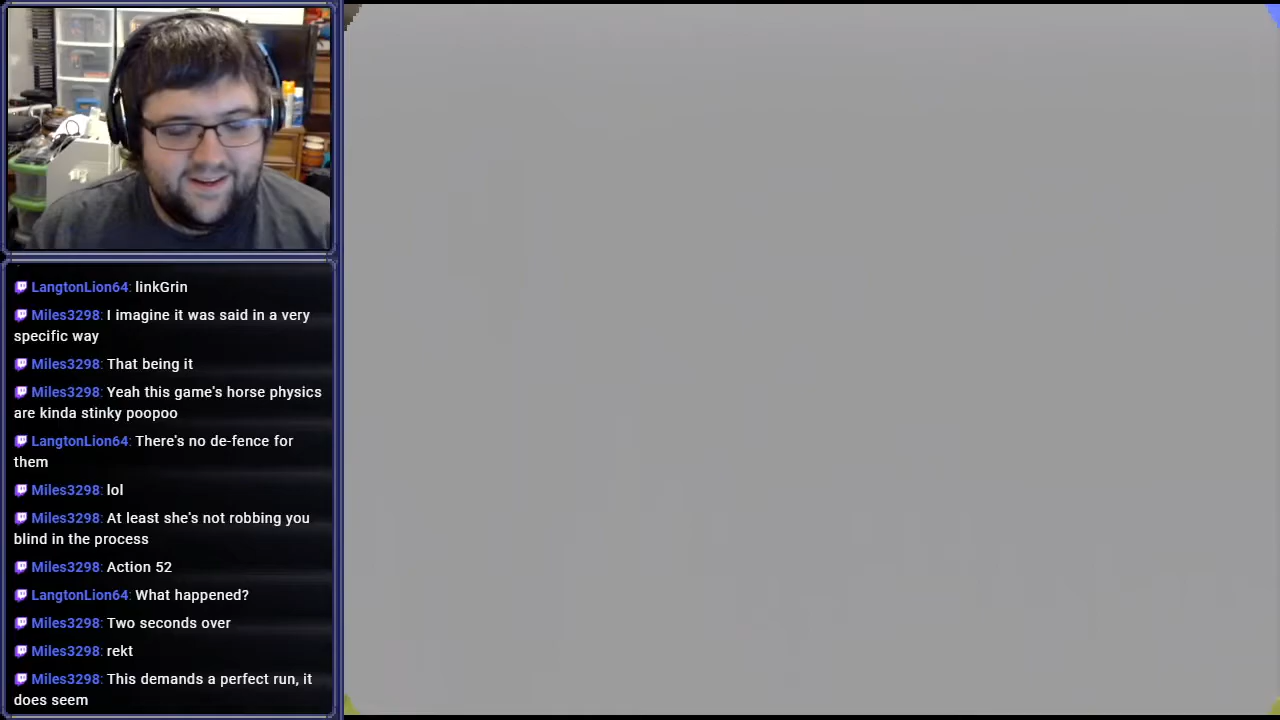 LangtonLion64: linkGrin
Miles3298: I imagine it was said in a very
specific way
Miles3298: That being it
Miles3298: Yeah this game's horse physics
are kinda stinky poopoo
LangtonLion64: There's no de-fence for
them
Miles3298: lol
Miles3298: At least she's not robbing you
blind in the process
Miles3298: Action 52
LangtonLion64: What happened?
Miles3298: Two seconds over
Miles3298: rekt
Miles3298: This demands a perfect run, it
does seem